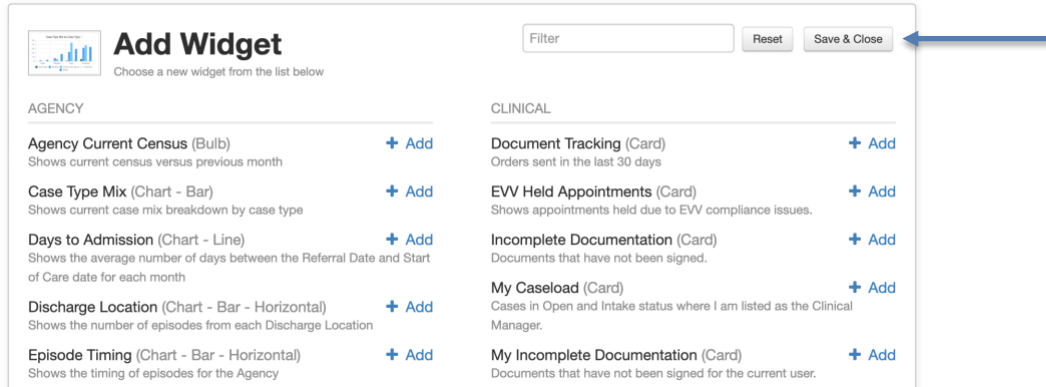 Add Widget
Choose a new widget from the list below
Filter
Reset
Save & Close
AGENCY
Agency Current Census (Bulb)
+ Add
Shows current census versus previous month
Case Type Mix (Chart - Bar)
+ Add
Shows current case mix breakdown by case type
Days to Admission (Chart - Line)
+ Add
Shows the average number of days between the Referral Date and Start
of Care date for each month
Discharge Location (Chart - Bar - Horizontal)
+ Add
Shows the number of episodes from each Discharge Location
Episode Timing (Chart - Bar - Horizontal)
+ Add
Shows the timing of episodes for the Agency
CLINICAL
Document Tracking (Card)
+ Add
Orders sent in the last 30 days
EVV Held Appointments (Card)
+ Add
Shows appointments held due to EVV compliance issues.
Incomplete Documentation (Card)
+ Add
Documents that have not been signed.
My Caseload (Card)
+ Add
Cases in Open and Intake status where I am listed as the Clinical
Manager.
My Incomplete Documentation (Card)
+ Add
Documents that have not been signed for the current user.